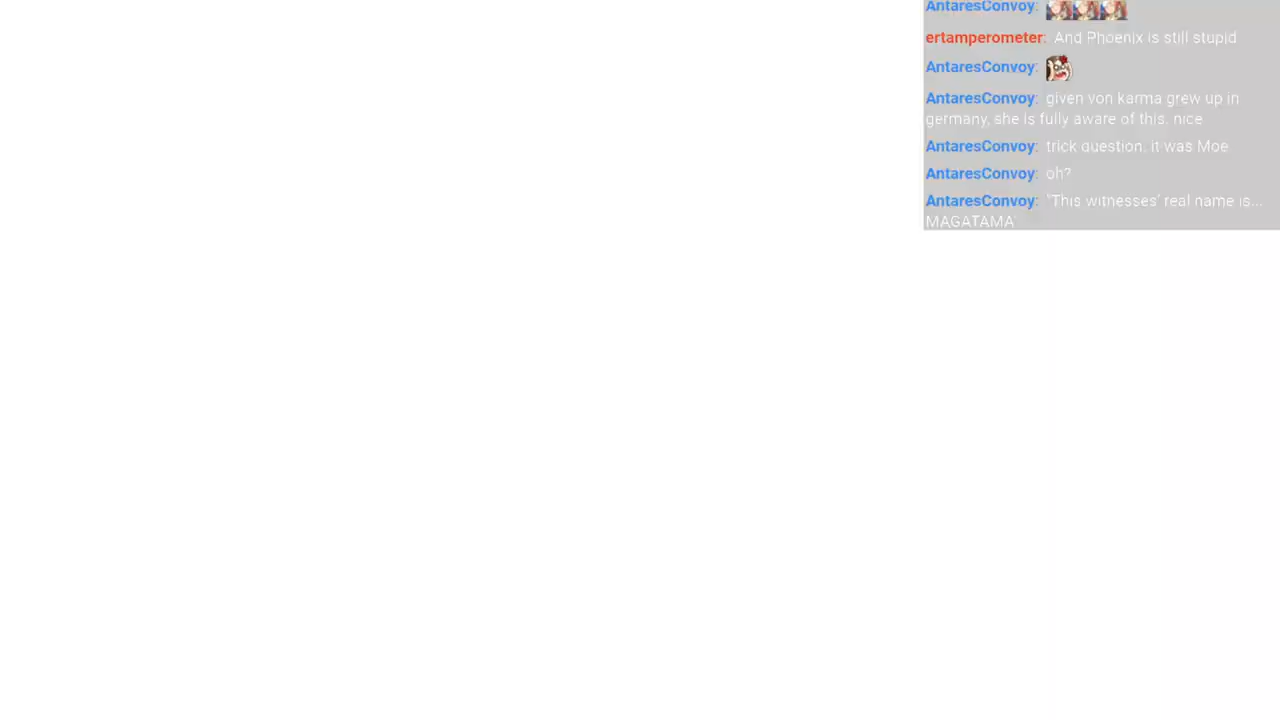 AntaresConvoy:
ertamperometer: And Phoenix is still stupid
AntaresConvoy:
AntaresConvoy: given von karma grew up in
germany, she is fully aware of this. nice
AntaresConvoy: trick question. it was Moe
AntaresConvoy: oh?
AntaresConvoy: "This witnesses' real name is...
MAGATAMA"